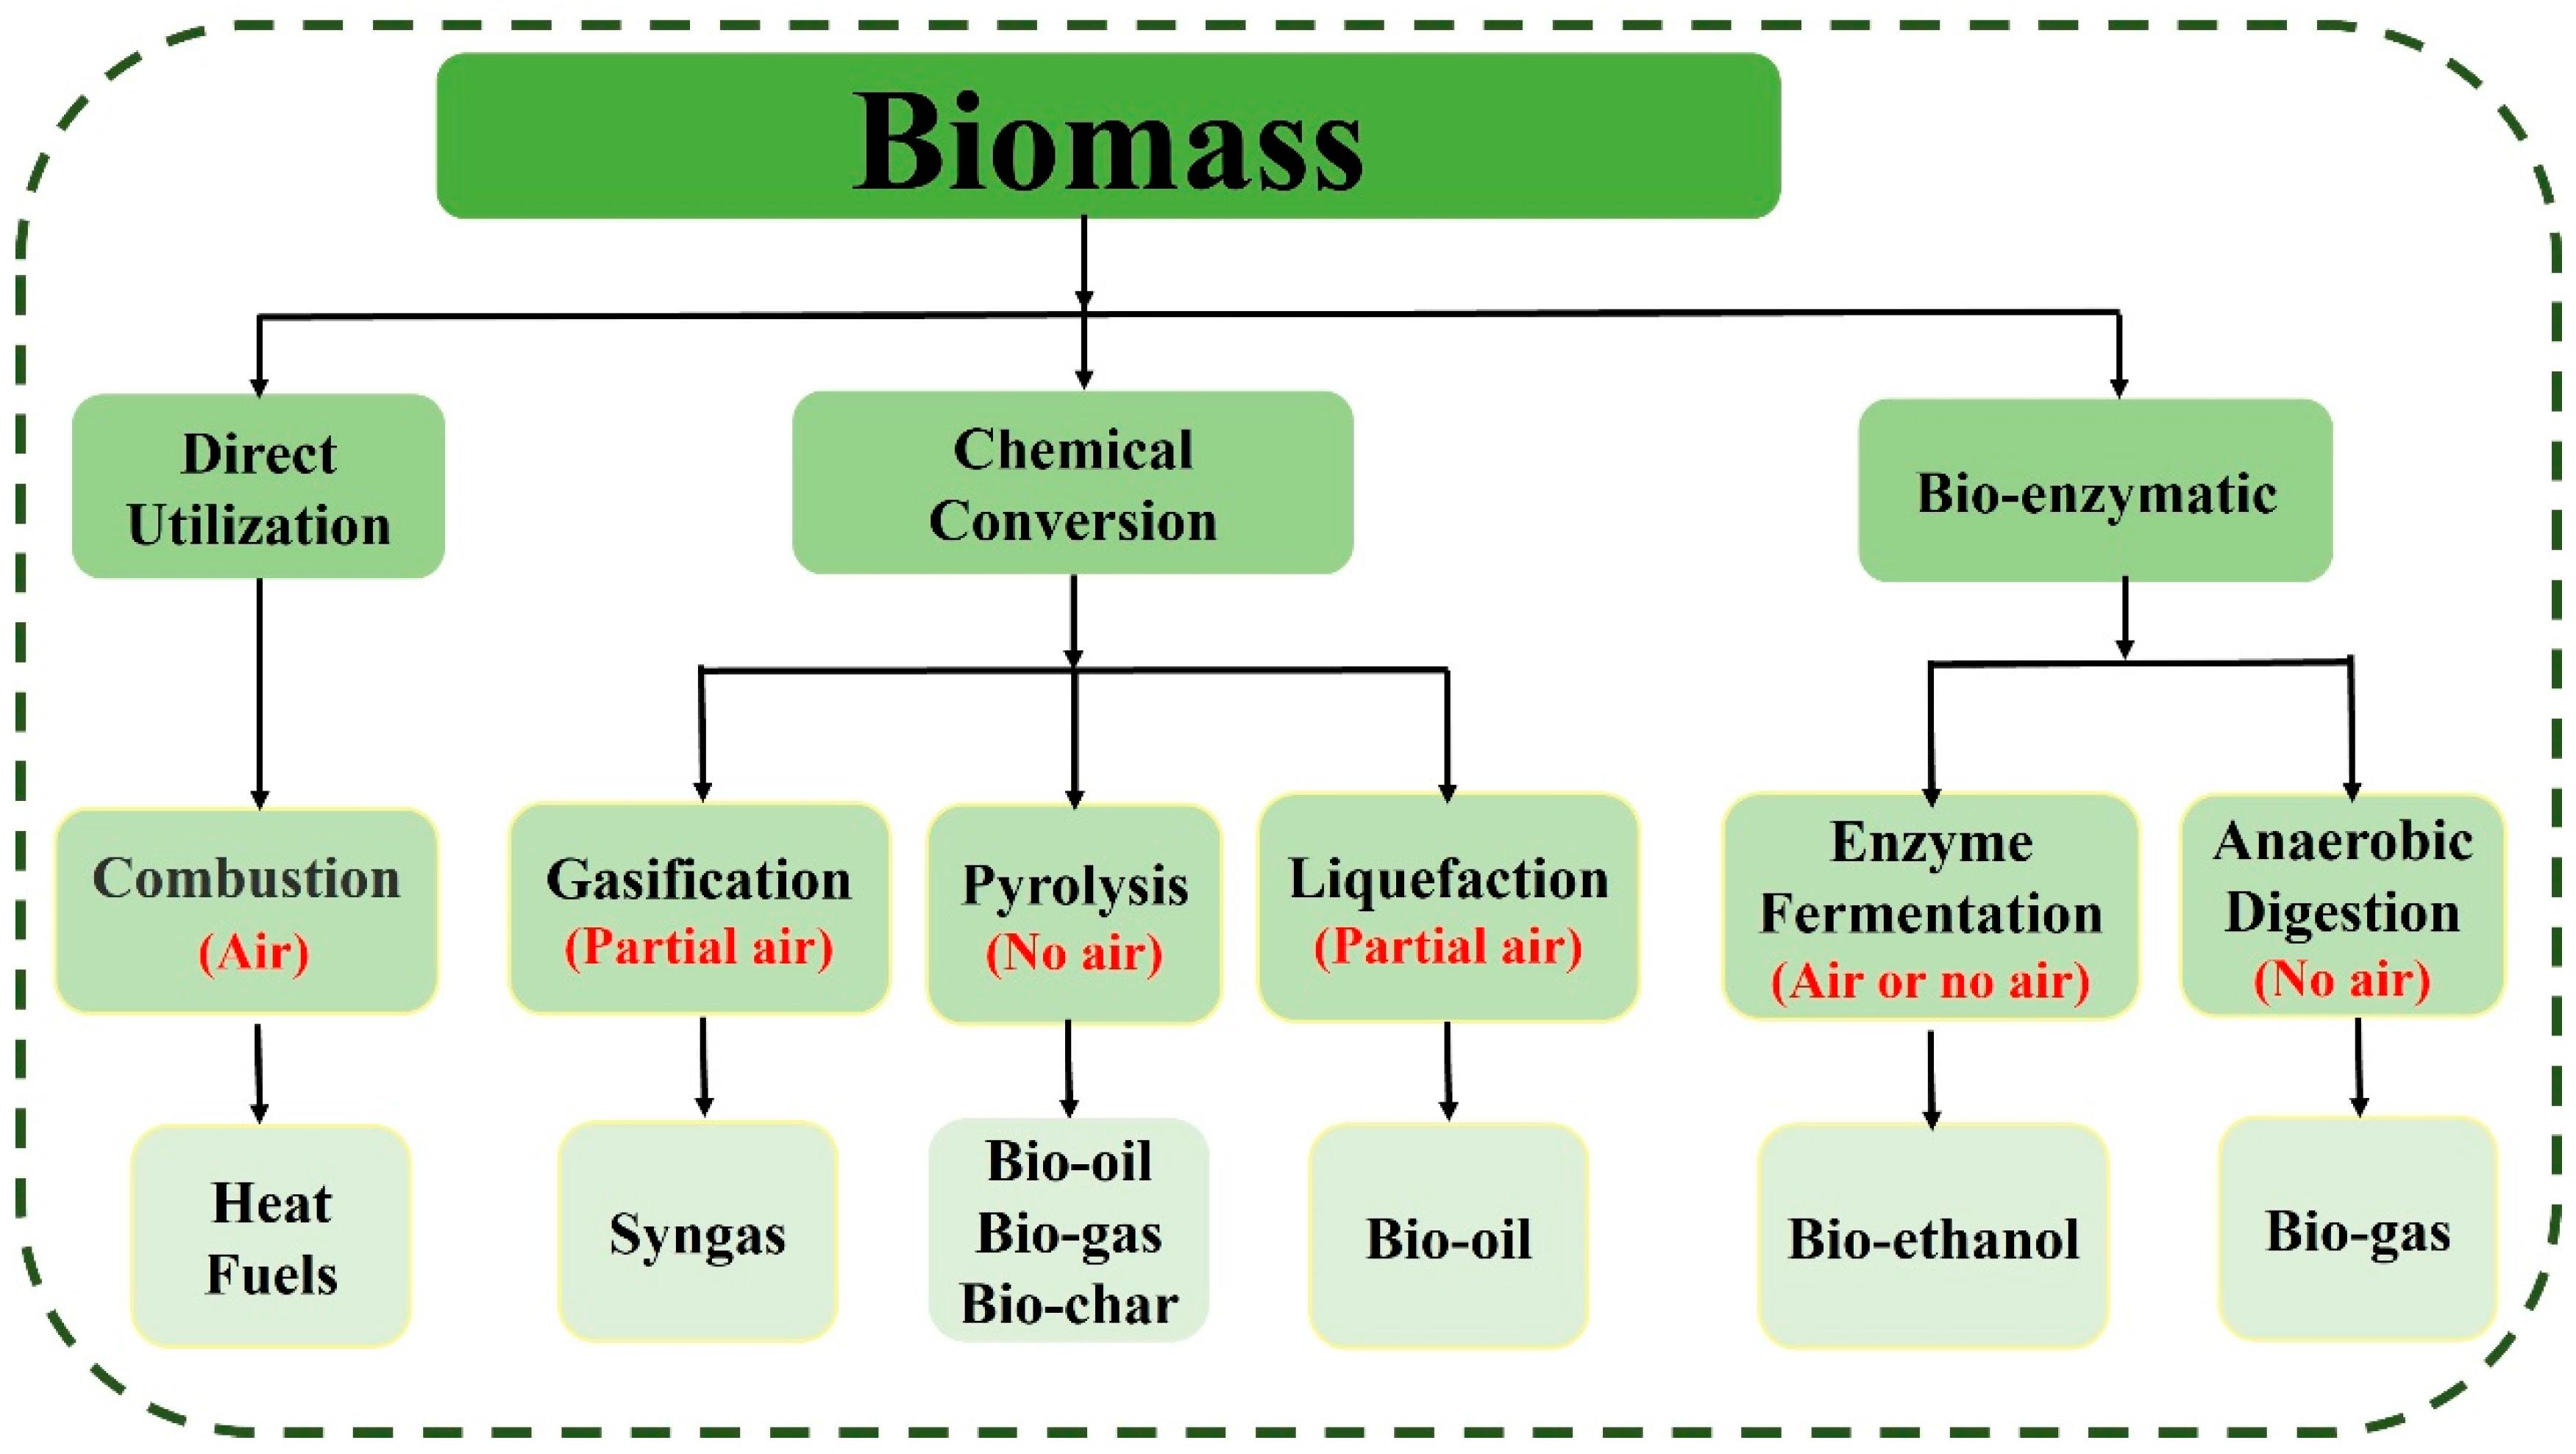 Biomass
Direct
Utilization
Chemical
Conversion
Bio-enzymatic
Combustion
(Air)
Gasification
(Partial air)
Pyrolysis
(No air)
Liquefaction
(Partial air)
Enzyme
Fermentation
(Air or no air)
Anaerobic
Digestion
(No air)
Heat
Fuels
Syngas
Bio-oil
Bio-gas
Bio-char
Bio-oil
Bio-ethanol
Bio-gas